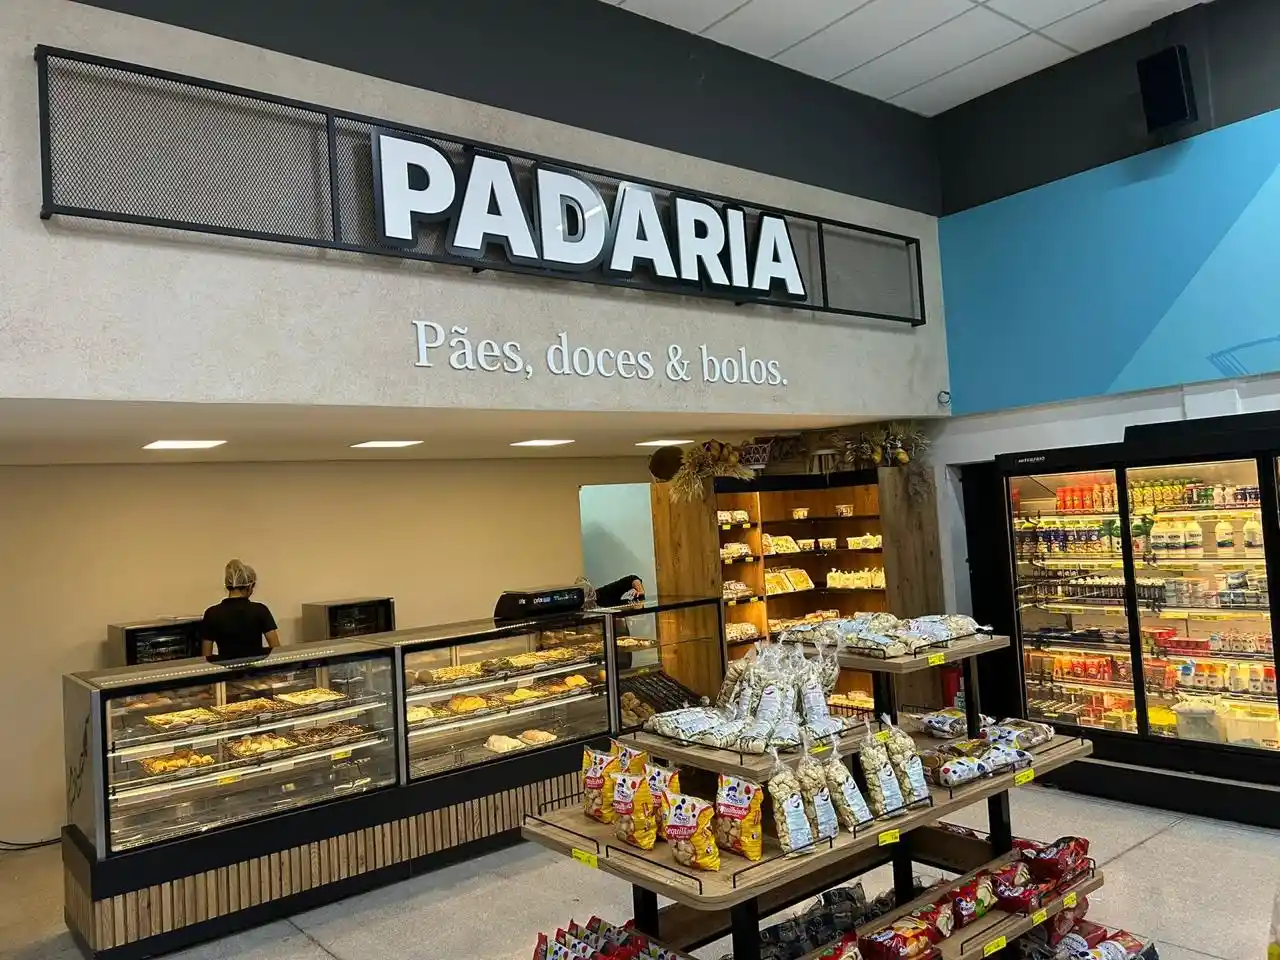 PADARIA
Pães, doces & bolos.